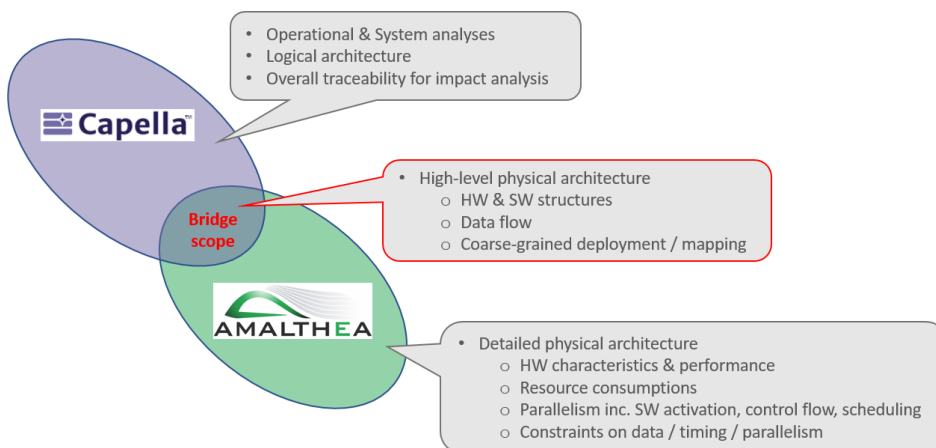 • Operational & System analyses
• Logical architecture
• Overall traceability for impact analysis
Capella™
• High-level physical architecture
o HW & SW structures
o Data flow
o Coarse-grained deployment / mapping
Bridge
scope
AMALTHEA
• Detailed physical architecture
o HW characteristics & performance
o Resource consumptions
o Parallelism inc. SW activation, control flow, scheduling
o Constraints on data / timing / parallelism